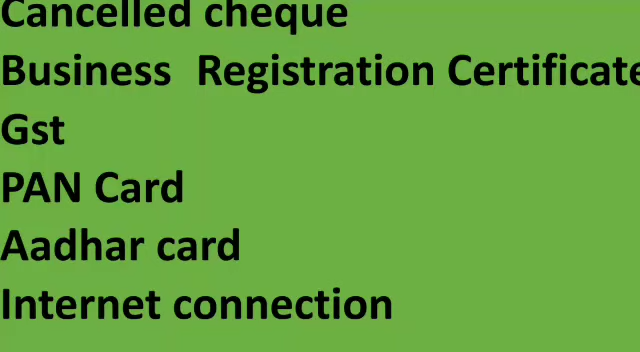 Cancelled cheque
Business  Registration Certificate
Gst
PAN Card
Aadhar card
Internet connection